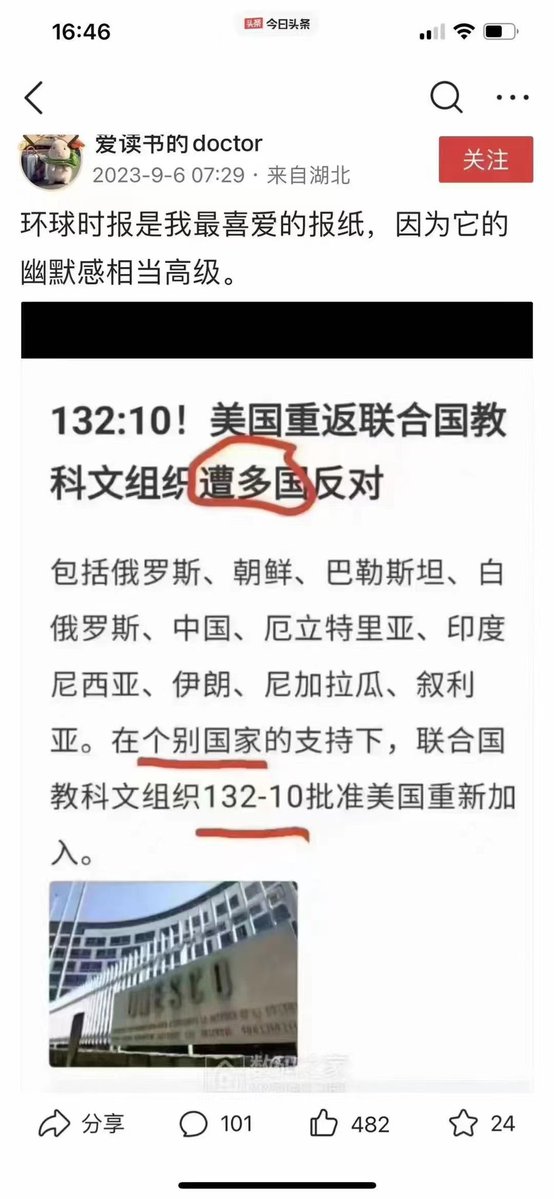 16:46
头条 今日头条
爱读书的doctor
2023-9-6 07:29 · 来自湖北
关注
环球时报是我最喜爱的报纸，因为它的
幽默感相当高级。
132:10！美国重返联合国教
科文组织遭多国反对
包括俄罗斯、朝鲜、巴勒斯坦、白
俄罗斯、中国、厄立特里亚、印度
尼西亚、伊朗、尼加拉瓜、叙利
亚。在个别国家的支持下，联合国
教科文组织132-10批准美国重新加
入。
UNESCO
分享
101
482
24